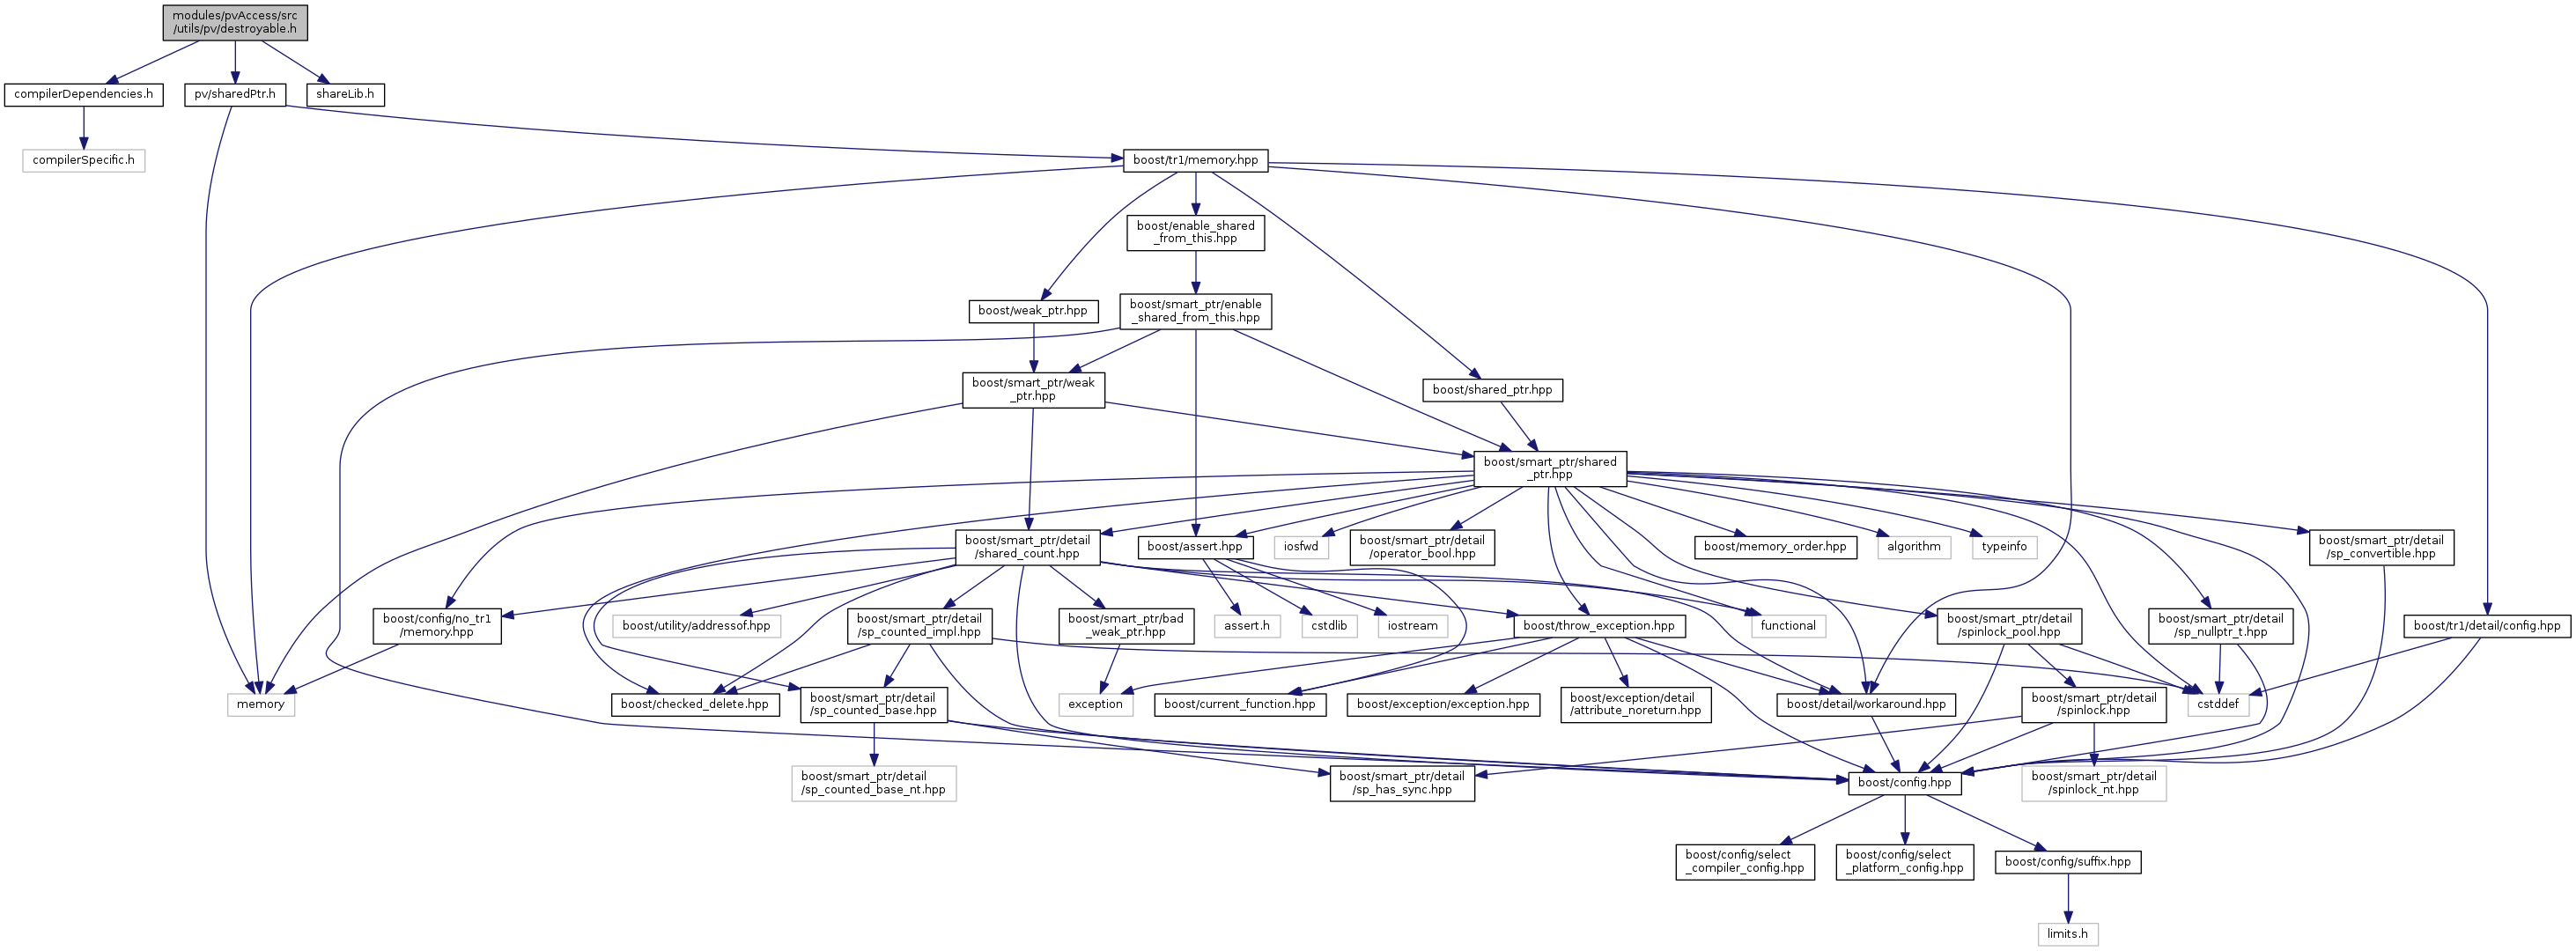 modules/pvAccess/src
/utils/pv/destroyable.h
compilerDependencies.h
pv/sharedPtr.h
shareLib.h
compilerSpecific.h
boost/tr1/memory.hpp
boost/enable_shared
_from_this.hpp
boost/weak_ptr.hpp
boost/smart_ptr/enable
_shared_from_this.hpp
boost/smart_ptr/weak
_ptr.hpp
boost/shared_ptr.hpp
boost/smart_ptr/shared
_ptr.hpp
boost/smart_ptr/detail
/shared_count.hpp
boost/assert.hpp
iosfwd
boost/smart_ptr/detail
/operator_bool.hpp
boost/memory_order.hpp
algorithm
typeinfo
boost/smart_ptr/detail
/sp_convertible.hpp
boost/config/no_tr1
/memory.hpp
boost/utility/addressof.hpp
boost/smart_ptr/detail
/sp_counted_impl.hpp
boost/smart_ptr/bad
_weak_ptr.hpp
assert.h
cstdlib
iostream
boost/throw_exception.hpp
functional
boost/smart_ptr/detail
/spinlock_pool.hpp
boost/smart_ptr/detail
/sp_nullptr_t.hpp
boost/tr1/detail/config.hpp
memory
boost/checked_delete.hpp
boost/smart_ptr/detail
/sp_counted_base.hpp
exception
boost/current_function.hpp
boost/exception/exception.hpp
boost/exception/detail
/attribute_noreturn.hpp
boost/detail/workaround.hpp
boost/smart_ptr/detail
/spinlock.hpp
cstddef
boost/smart_ptr/detail
/sp_counted_base_nt.hpp
boost/smart_ptr/detail
/sp_has_sync.hpp
boost/config.hpp
boost/smart_ptr/detail
/spinlock_nt.hpp
boost/config/select
_compiler_config.hpp
boost/config/select
_platform_config.hpp
boost/config/suffix.hpp
limits.h